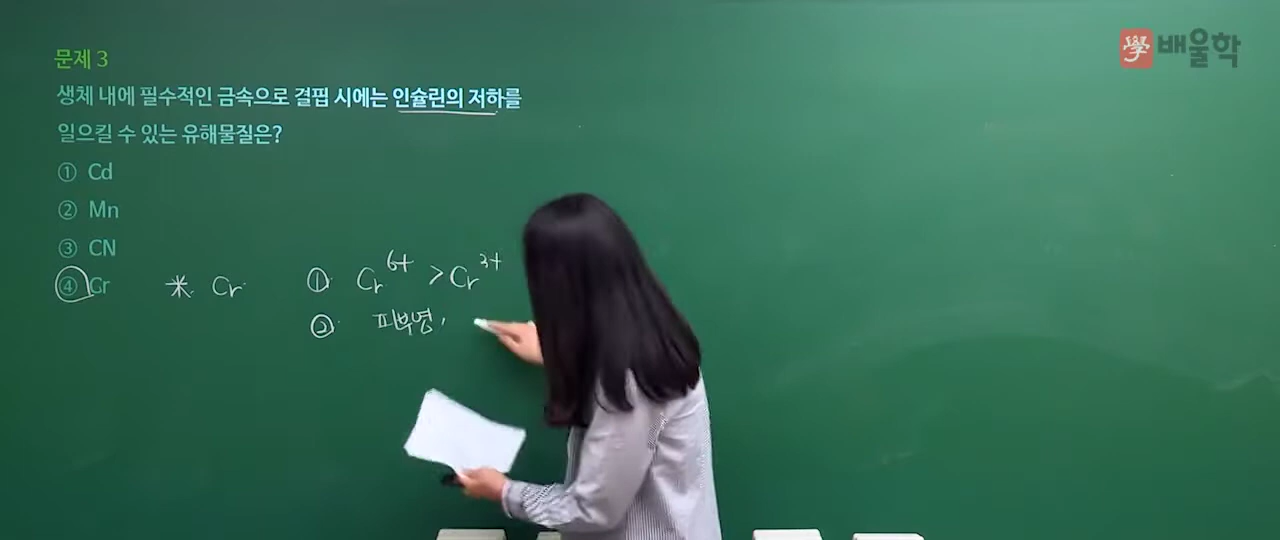 學 배울학
문제 3
생체 내에 필수적인 금속으로 결핍 시에는 인슐린의 저하를
일으킬 수 있는 유해물질은?
① Cd
② Mn
③ CN
④ Cr
* Cr ① Cr6+ > Cr3+
② 피부염,